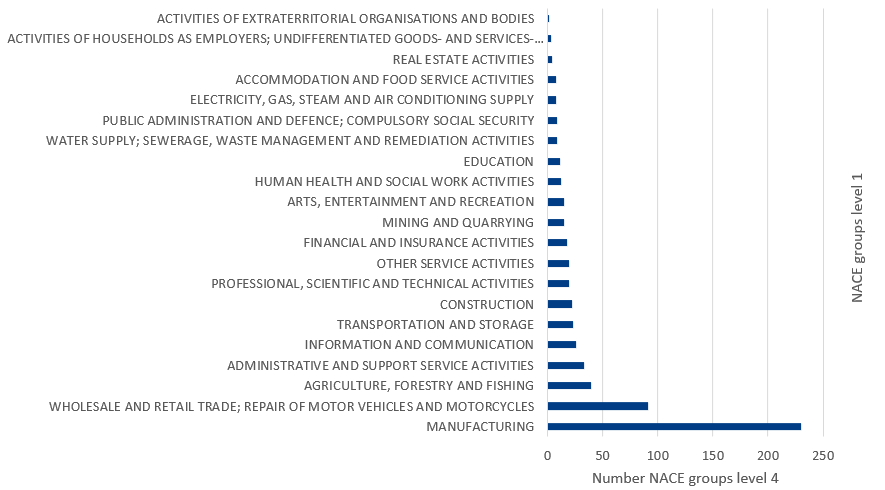 ACTIVITIES OF EXTRATERRITORIAL ORGANISATIONS AND BODIES
ACTIVITIES OF HOUSEHOLDS AS EMPLOYERS; UNDIFFERENTIATED GOODS- AND SERVICES-...
REAL ESTATE ACTIVITIES
ACCOMMODATION AND FOOD SERVICE ACTIVITIES
ELECTRICITY, GAS, STEAM AND AIR CONDITIONING SUPPLY
PUBLIC ADMINISTRATION AND DEFENCE; COMPULSORY SOCIAL SECURITY
WATER SUPPLY; SEWERAGE, WASTE MANAGEMENT AND REMEDIATION ACTIVITIES
EDUCATION
HUMAN HEALTH AND SOCIAL WORK ACTIVITIES
ARTS, ENTERTAINMENT AND RECREATION
MINING AND QUARRYING
FINANCIAL AND INSURANCE ACTIVITIES
OTHER SERVICE ACTIVITIES
PROFESSIONAL, SCIENTIFIC AND TECHNICAL ACTIVITIES
CONSTRUCTION
TRANSPORTATION AND STORAGE
INFORMATION AND COMMUNICATION
ADMINISTRATIVE AND SUPPORT SERVICE ACTIVITIES
AGRICULTURE, FORESTRY AND FISHING
WHOLESALE AND RETAIL TRADE; REPAIR OF MOTOR VEHICLES AND MOTORCYCLES
MANUFACTURING
0 50 100 150 200 250
Number NACE groups level 4
NACE groups level 1